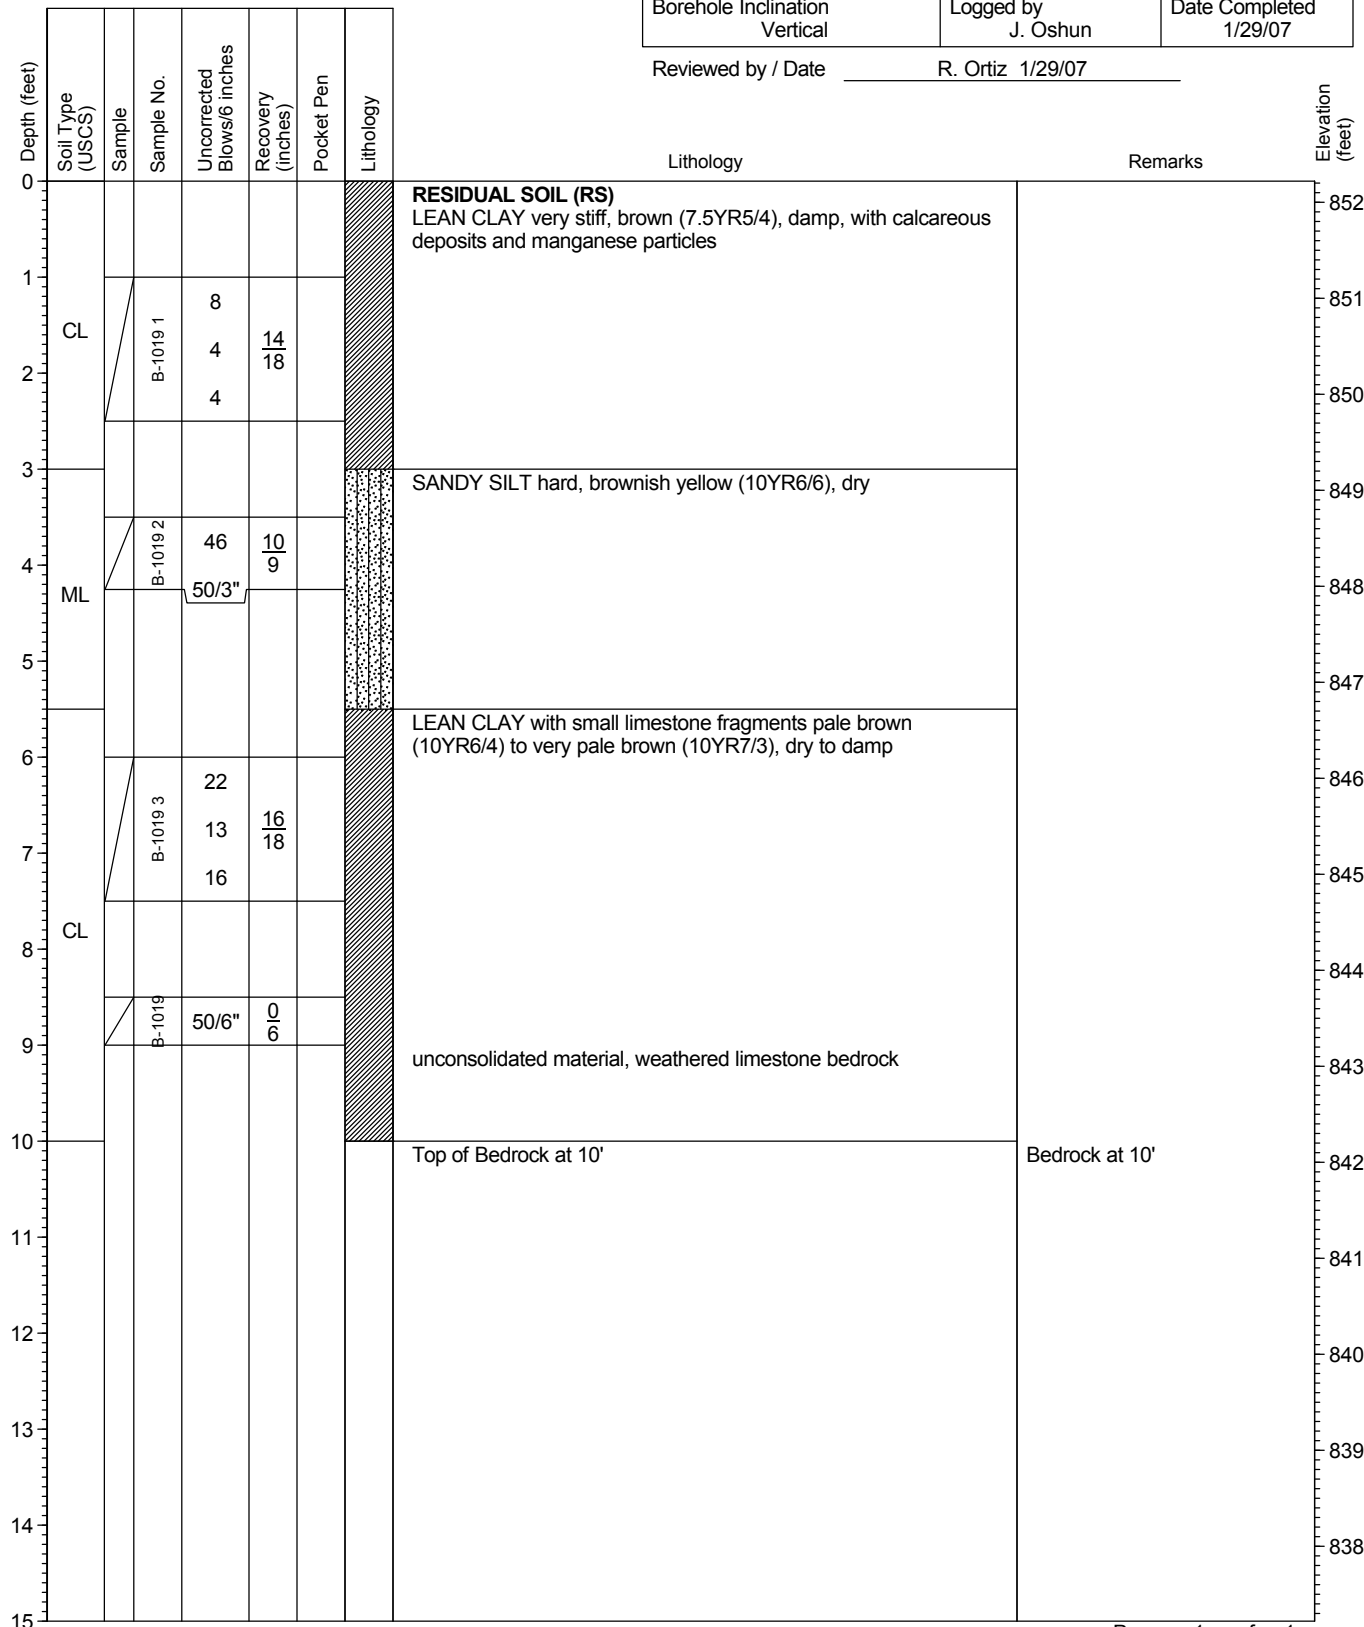 Borehole Inclination
Vertical
Logged by
J. Oshun
Date Completed
1/29/07
Reviewed by / Date R. Ortiz 1/29/07
Depth (feet)
Soil Type
(USCS)
Sample
Sample No.
Uncorrected
Blows/6 inches
Recovery
(inches)
Pocket Pen
Lithology
Lithology
Remarks
Elevation
(feet)
0
RESIDUAL SOIL (RS)
852
LEAN CLAY very stiff, brown (7.5YR5/4), damp, with calcareous
deposits and manganese particles
1
851
CL
B-1019 1
8
4
4
14
18
2
850
3
SANDY SILT hard, brownish yellow (10YR6/6), dry
849
B-1019 2
46
50/3"
10
9
4
ML
848
5
847
LEAN CLAY with small limestone fragments pale brown
(10YR6/4) to very pale brown (10YR7/3), dry to damp
6
846
B-1019 3
22
13
16
16
18
7
845
CL
8
844
B-1019
50/6"
0
6
9
unconsolidated material, weathered limestone bedrock
843
10
Top of Bedrock at 10'
Bedrock at 10'
842
11
841
12
840
13
839
14
838
15